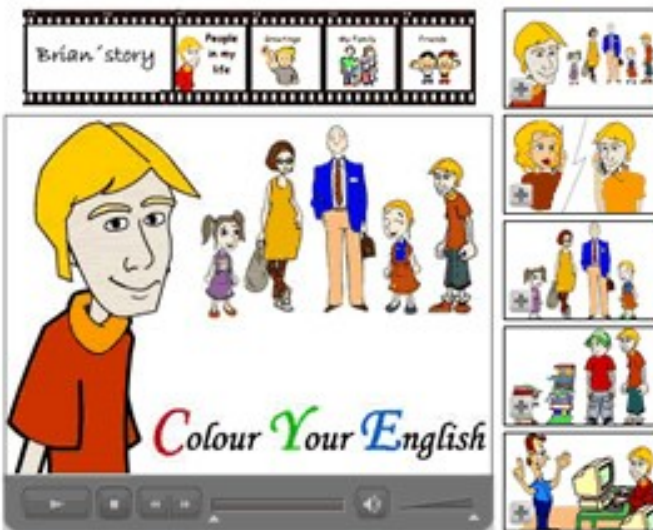 Brian´story
People
in my
life
Greetings
My Family
Friends
Colour Your English